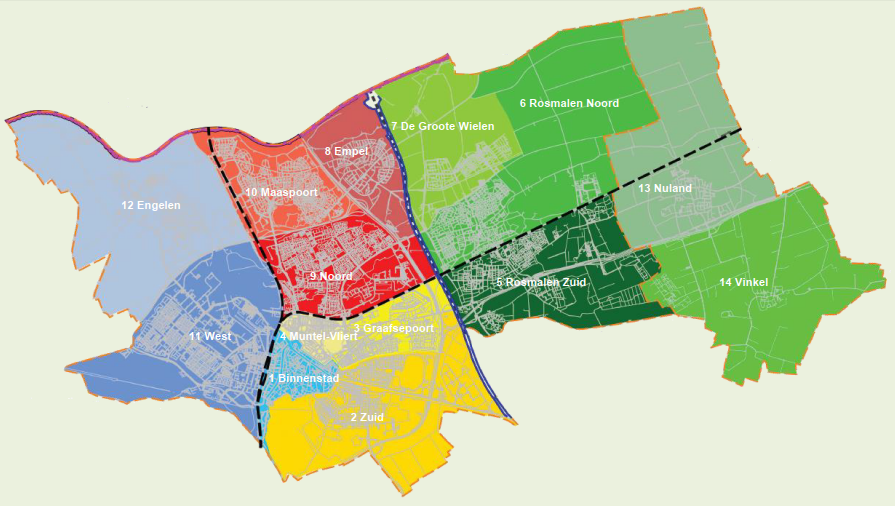 6 Rosmalen Noord
7 De Groote Wielen
8 Empel
13 Nuland
10 Maaspoort
12 Engelen
9 Noord
5 Rosmalen Zuid
14 Vinkel
3 Graafsepoort
11 West
4 Muntel-Vliert
1 Binnenstad
2 Zuid